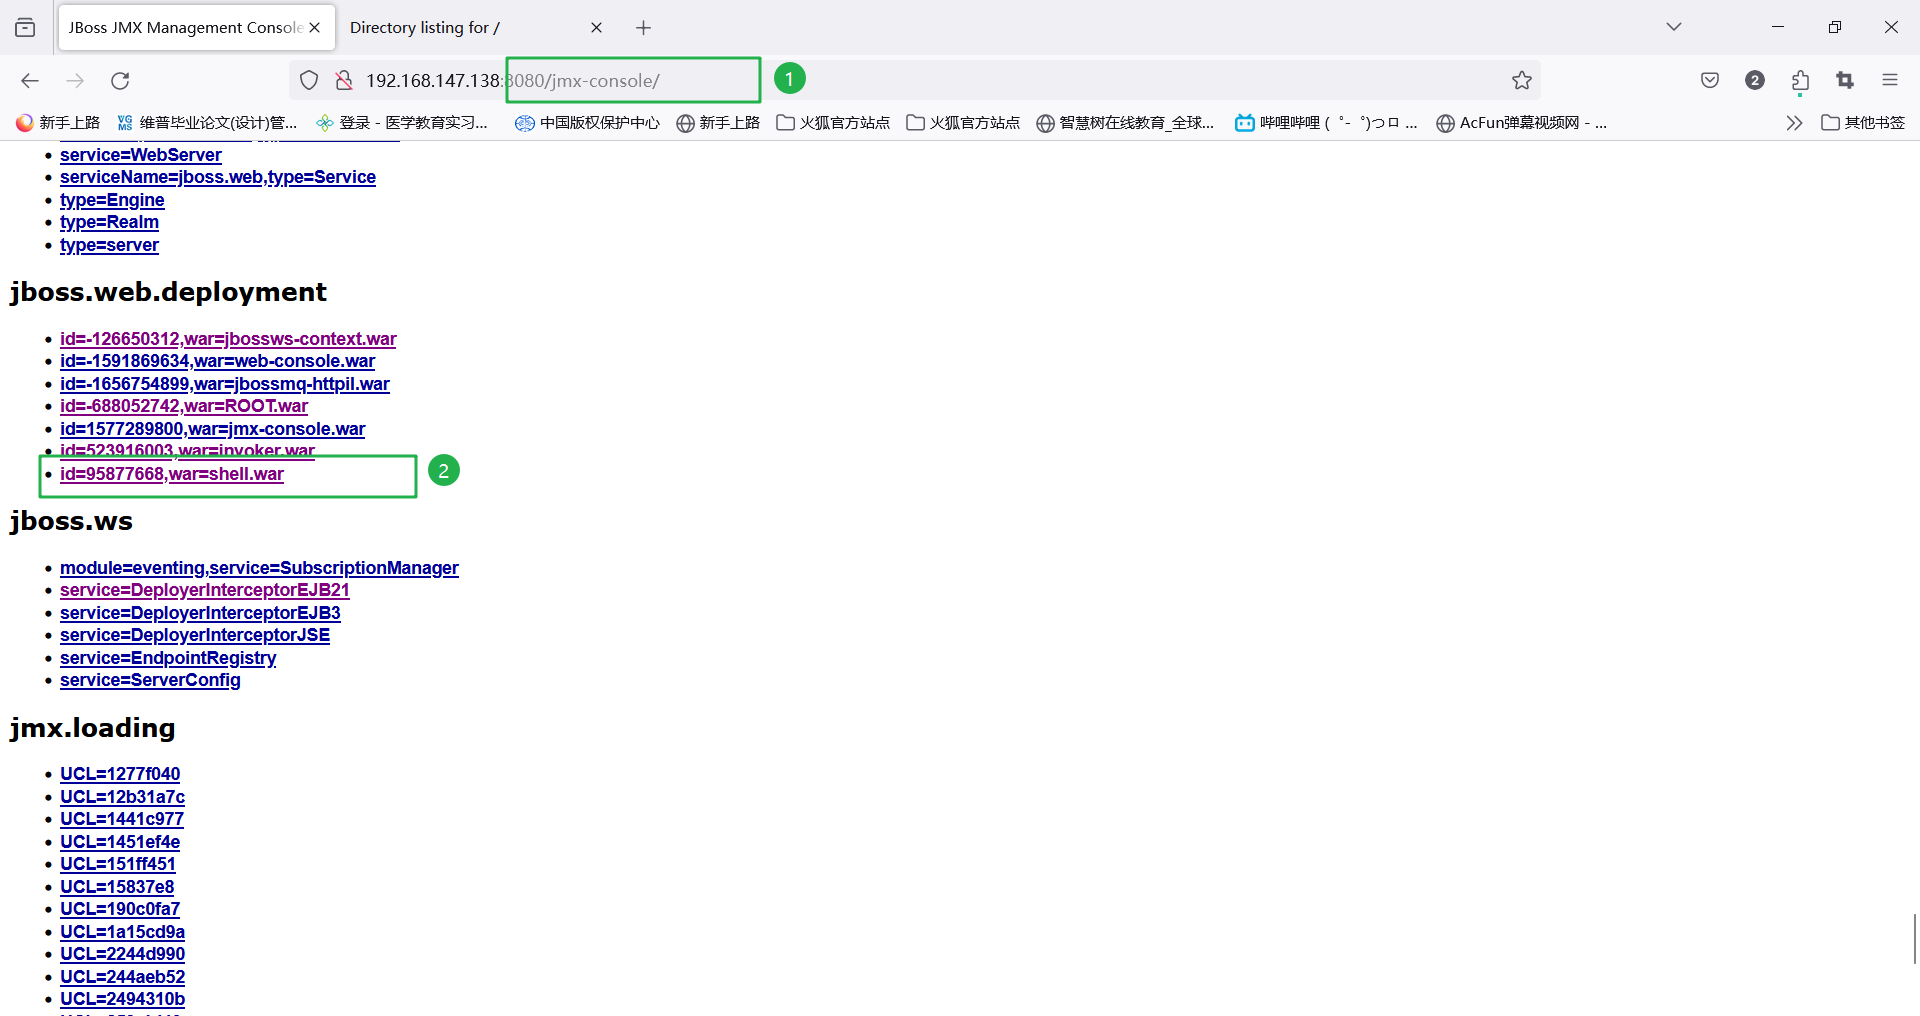 JBoss JMX Management Console
Directory listing for /
192.168.147.138:8080/jmx-console/
1
2
新手上路
维普毕业论文(设计)管...
登录 - 医学教育实习...
中国版权保护中心
新手上路
火狐官方站点
火狐官方站点
智慧树在线教育_全球...
哔哩哔哩 ( ゜- ゜)つロ ...
AcFun弹幕视频网 - ...
其他书签
service=WebServer
serviceName=jboss.web,type=Service
type=Engine
type=Realm
type=server
jboss.web.deployment
id=-126650312,war=jbossws-context.war
id=-1591869634,war=web-console.war
id=-1656754899,war=jbossmq-httpil.war
id=-688052742,war=ROOT.war
id=1577289800,war=jmx-console.war
id=523916003,war=invoker.war
id=95877668,war=shell.war
2
jboss.ws
module=eventing,service=SubscriptionManager
service=DeployerInterceptorEJB21
service=DeployerInterceptorEJB3
service=DeployerInterceptorJSE
service=EndpointRegistry
service=ServerConfig
jmx.loading
UCL=1277f040
UCL=12b31a7c
UCL=1441c977
UCL=1451ef4e
UCL=151ff451
UCL=15837e8
UCL=190c0fa7
UCL=1a15cd9a
UCL=2244d990
UCL=244aeb52
UCL=2494310b